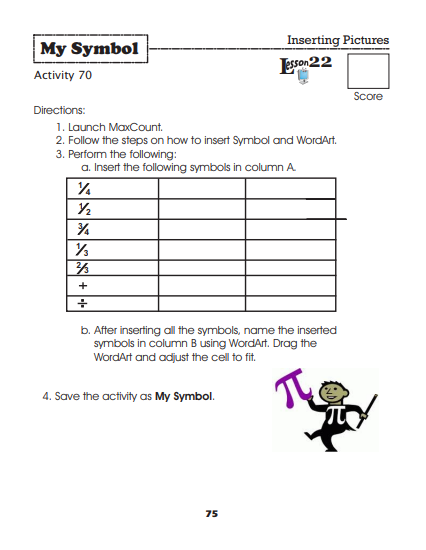 Inserting Pictures
My Symbol
Lesson 22
Activity 70
Score
Directions:
1. Launch MaxCount.
2. Follow the steps on how to insert Symbol and WordArt.
3. Perform the following:
a. Insert the following symbols in column A.
¼
½
¾
⅓
⅔
+
÷
b. After inserting all the symbols, name the inserted
symbols in column B using WordArt. Drag the
WordArt and adjust the cell to fit.
4. Save the activity as My Symbol.
π
π
75